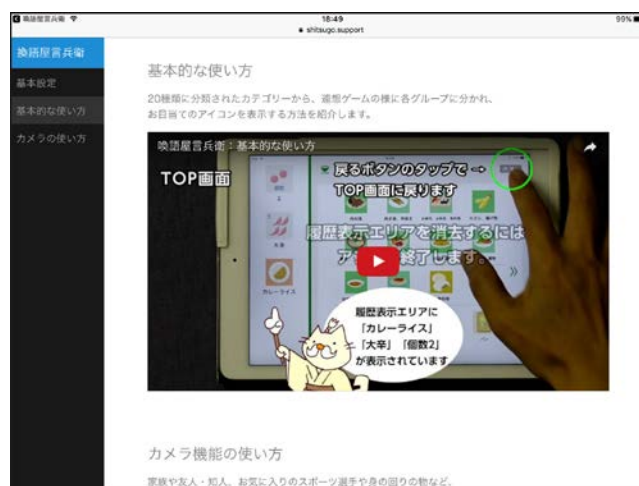 換語屋言兵衛
18:49
99%
shitsugo.support
換語屋言兵衛
基本設定
基本的な使い方
カメラの使い方
基本的な使い方
20種類に分類されたカテゴリーから、連想ゲームの様に各グループに分かれ、
お目当てのアイコンを表示する方法を紹介します。
換語屋言兵衛：基本的な使い方
TOP画面
戻るボタンのタップで⇨
TOP画面に戻ります
履歴表示エリアを消去するには
終了します。
カレーライス
履歴表示エリアに
「カレーライス」
「大辛」「個数2」
が表示されています
カメラ機能の使い方
家族や友人・知人、お気に入りのスポーツ選手や身の回りの物など、